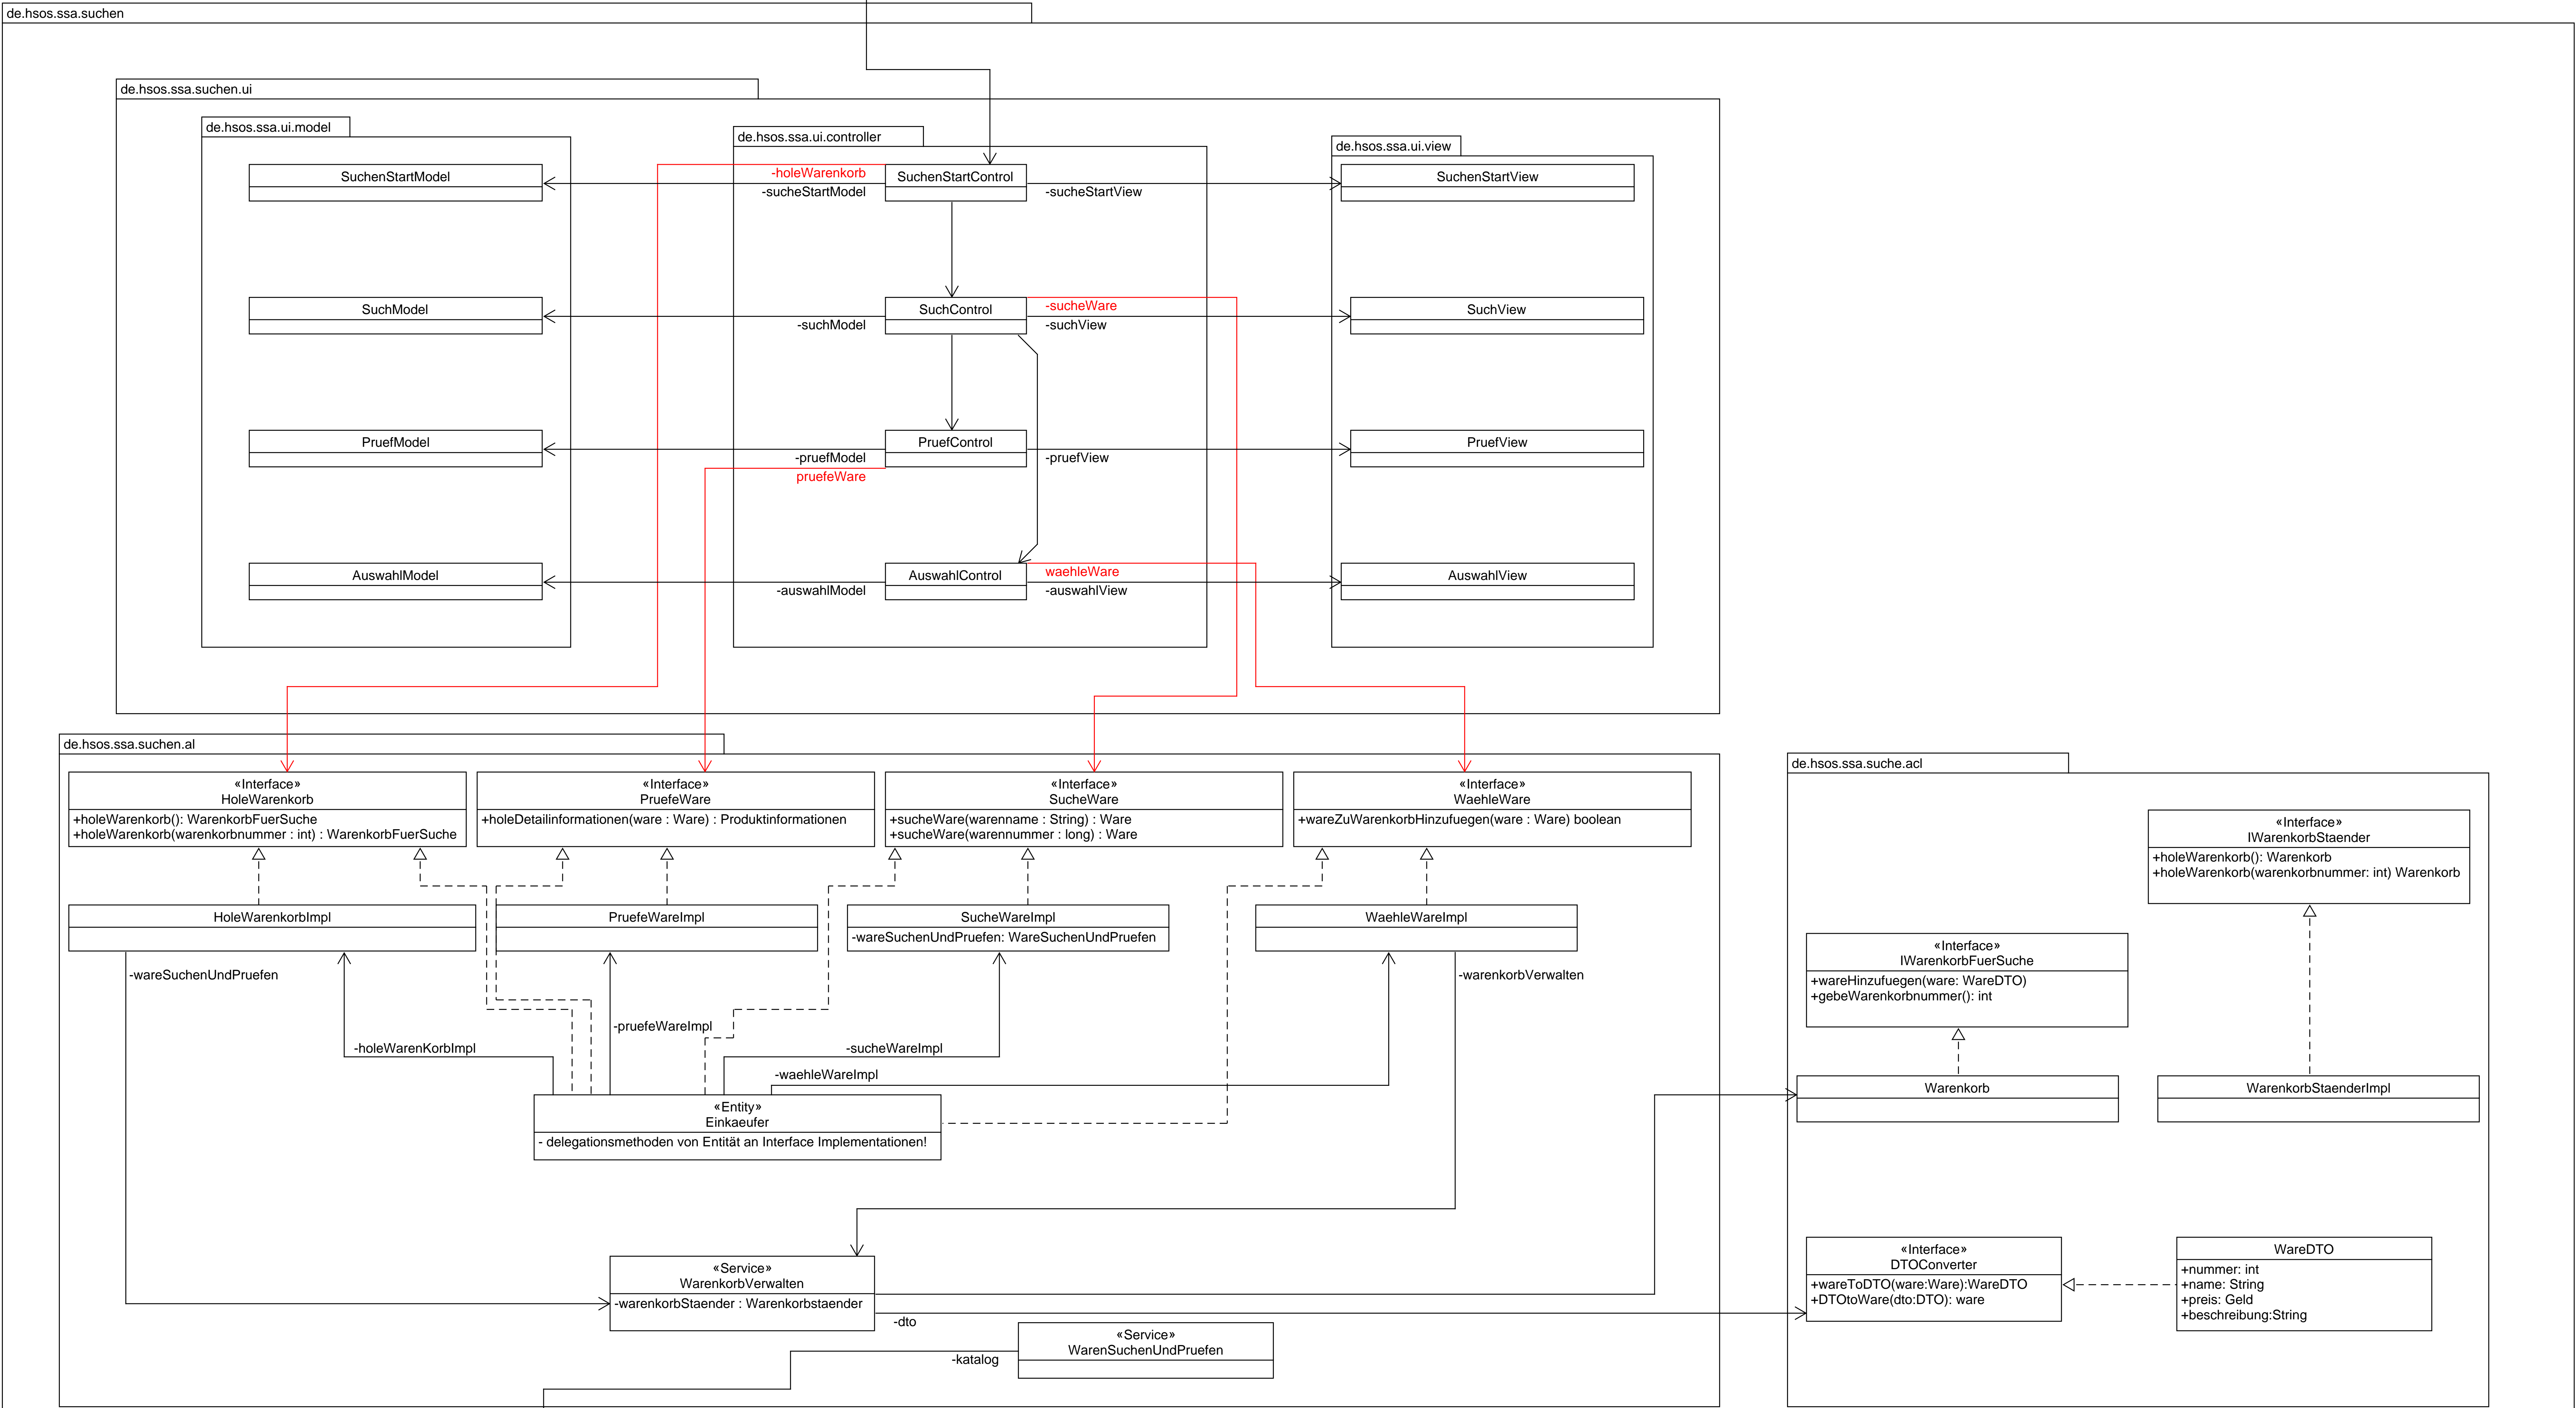 de.hsos.ssa.suchen
de.hsos.ssa.suchen.ui
de.hsos.ssa.ui.model
de.hsos.ssa.ui.controller
de.hsos.ssa.ui.view
SuchenStartModel
-holeWarenkorb
-sucheStartModel
SuchenStartControl
-sucheStartView
SuchenStartView
SuchModel
-suchModel
SuchControl
-sucheWare
-suchView
SuchView
PruefModel
-pruefModel
pruefeWare
PruefControl
-pruefView
PruefView
AuswahlModel
-auswahlModel
AuswahlControl
waehleWare
-auswahlView
AuswahlView
de.hsos.ssa.suchen.al
«Interface»
HoleWarenkorb
+holeWarenkorb(): WarenkorbFuerSuche
+holeWarenkorb(warenkorbnummer : int) : WarenkorbFuerSuche
«Interface»
PruefeWare
+holeDetailinformationen(ware : Ware) : Produktinformationen
«Interface»
SucheWare
+sucheWare(warenname : String) : Ware
+sucheWare(warennummer : long) : Ware
«Interface»
WaehleWare
+wareZuWarenkorbHinzufuegen(ware : Ware) boolean
HoleWarenkorbImpl
PruefeWareImpl
SucheWareImpl
-wareSuchenUndPruefen: WareSuchenUndPruefen
WaehleWareImpl
-wareSuchenUndPruefen
-warenkorbVerwalten
-pruefeWareImpl
-holeWarenKorbImpl
-sucheWareImpl
-waehleWareImpl
«Entity»
Einkaeufer
- delegationsmethoden von Entität an Interface Implementationen!
«Service»
WarenkorbVerwalten
-warenkorbStaender : Warenkorbstaender
-dto
«Service»
WarenSuchenUndPruefen
-katalog
de.hsos.ssa.suche.acl
«Interface»
IWarenkorbStaender
+holeWarenkorb(): Warenkorb
+holeWarenkorb(warenkorbnummer: int) Warenkorb
«Interface»
IWarenkorbFuerSuche
+wareHinzufuegen(ware: WareDTO)
+gebeWarenkorbnummer(): int
Warenkorb
WarenkorbStaenderImpl
«Interface»
DTOConverter
+wareToDTO(ware:Ware):WareDTO
+DTOtoWare(dto:DTO): ware
WareDTO
+nummer: int
+name: String
+preis: Geld
+beschreibung:String